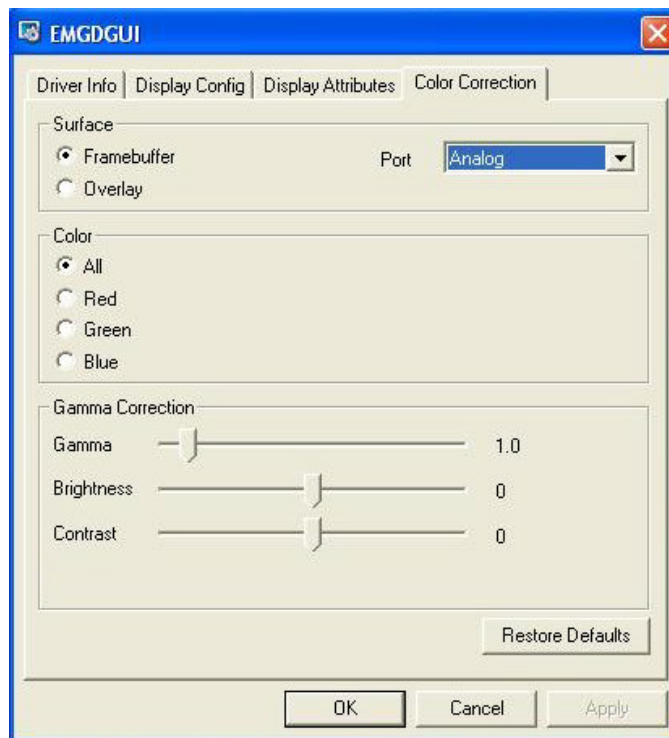 EMGDGUI
Driver Info Display Config Display Attributes Color Correction
Surface
Framebuffer Port Analog
Overlay
Color
All
Red
Green
Blue
Gamma Correction
Gamma 1.0
Brightness 0
Contrast 0
Restore Defaults
OK Cancel Apply